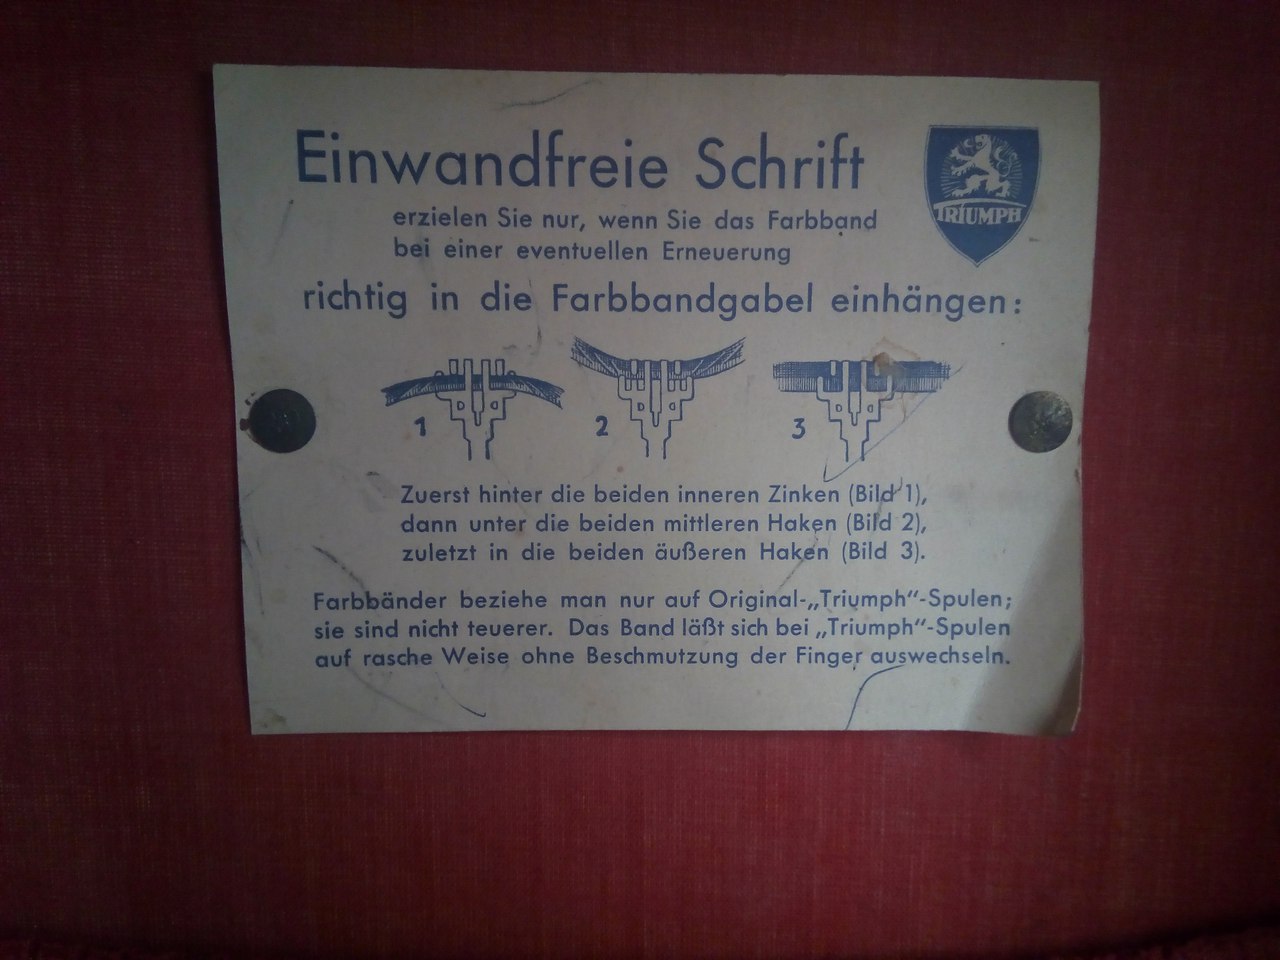 Einwandfreie Schrift
TRIUMPH
erzielen Sie nur, wenn Sie das Farbband
bei einer eventuellen Erneuerung
richtig in die Farbbandgabel einhängen:
1 2 3
Zuerst hinter die beiden inneren Zinken (Bild 1),
dann unter die beiden mittleren Haken (Bild 2),
zuletzt in die beiden äußeren Haken (Bild 3).
Farbbänder beziehe man nur auf Original-„Triumph“-Spulen;
sie sind nicht teuerer. Das Band läßt sich bei „Triumph“-Spulen
auf rasche Weise ohne Beschmutzung der Finger auswechseln.